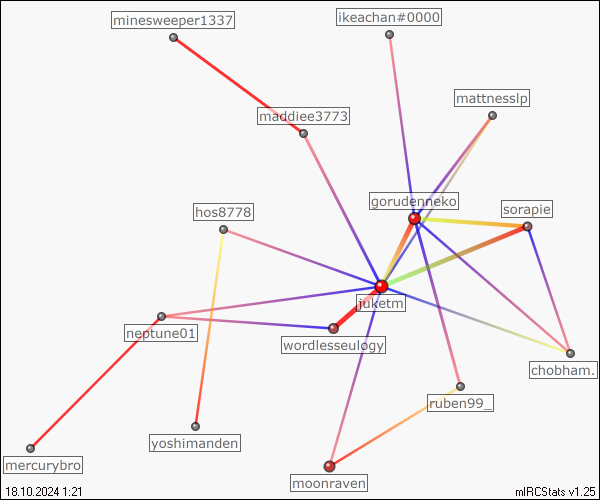 minesweeper1337
ikeachan#0000
mattnesslp
maddiee3773
gorudenneko
sorapie
hos8778
juketm
neptune01
wordlesseulogy
chobham.
ruben99_
yoshimanden
mercurybro
moonraven
18.10.2024 1:21
mIRCStats v1.25